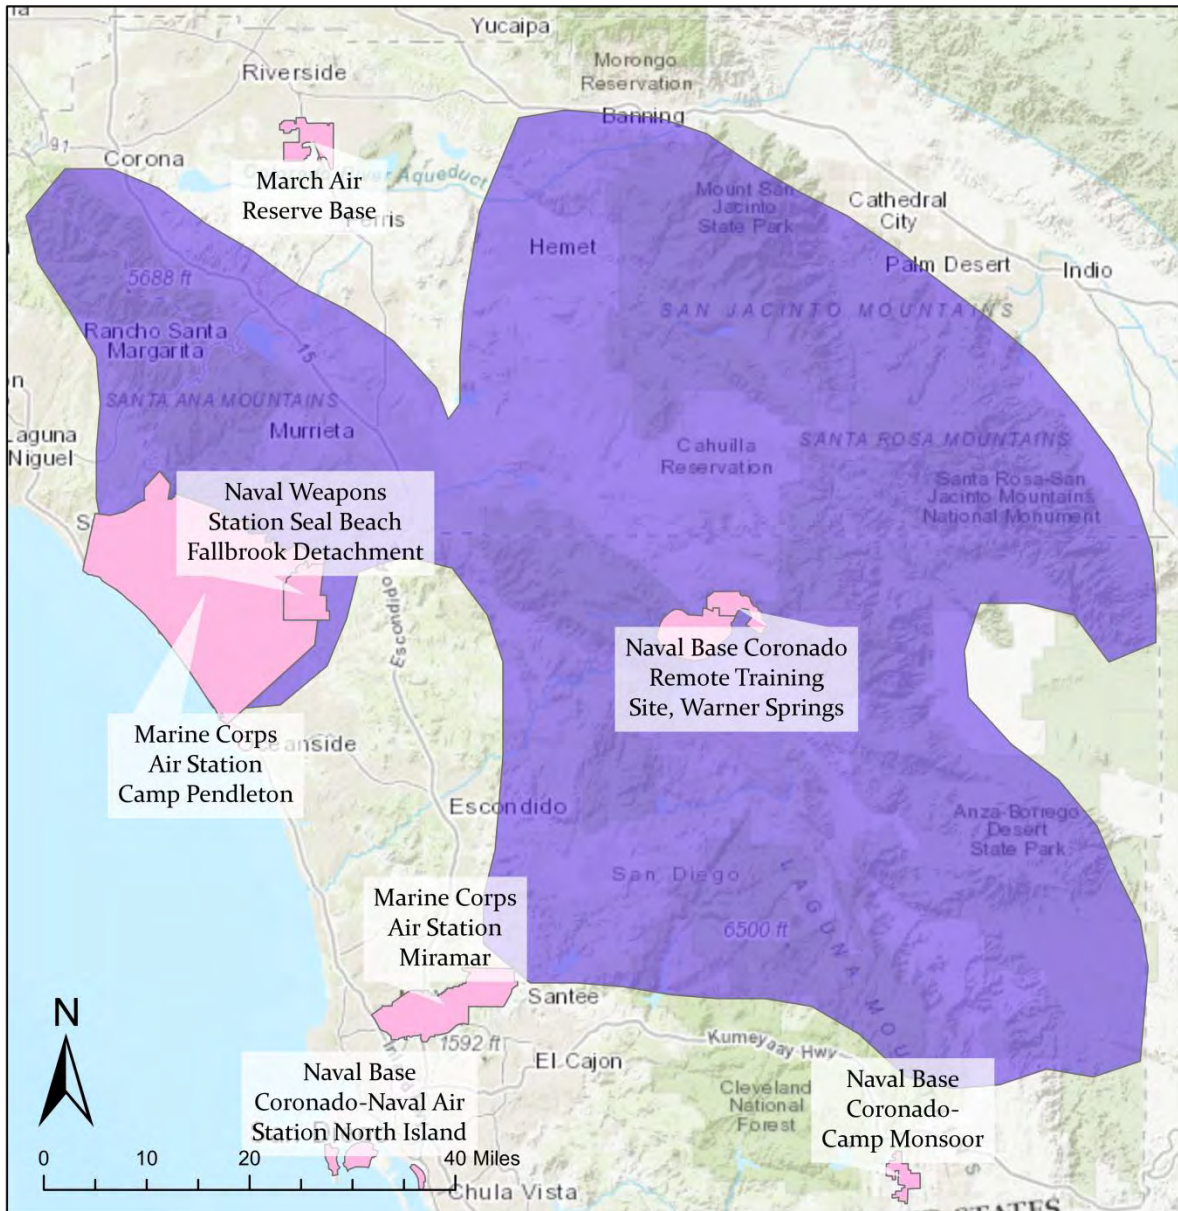 Yucaipa
Riverside
Morongo
Reservation
Banning
91
Corona
March Air
Reserve Base
Aqueduct
Mount San
Jacinto
State Park
Cathedral
City
Hemet
Palm Desert
Indio
5688 ft
SAN JACINTO MOUNTAINS
Rancho Santa
Margarita
15
SANTA ANA MOUNTAINS
Murrieta
Laguna
Niguel
Cahuilla
Reservation
SANTA ROSA MOUNTAINS
Santa Rosa-San
Jacinto Mountains
National Monument
Naval Weapons
Station Seal Beach
Fallbrook Detachment
Escondido
Naval Base Coronado
Remote Training
Site, Warner Springs
Marine Corps
Air Station
Camp Pendleton
Oceanside
Escondido
Anza-Borrego
Desert
State Park
San Diego
LAGUNA MOU
6500 ft
Marine Corps
Air Station
Miramar
Santee
1592 ft
El Cajon
Kumeyaay Hwy
N
Naval Base
Coronado-Naval Air
Station North Island
Cleveland
National
Forest
Naval Base
Coronado-
Camp Monsoor
0 10 20 40 Miles
Chula Vista
STATES